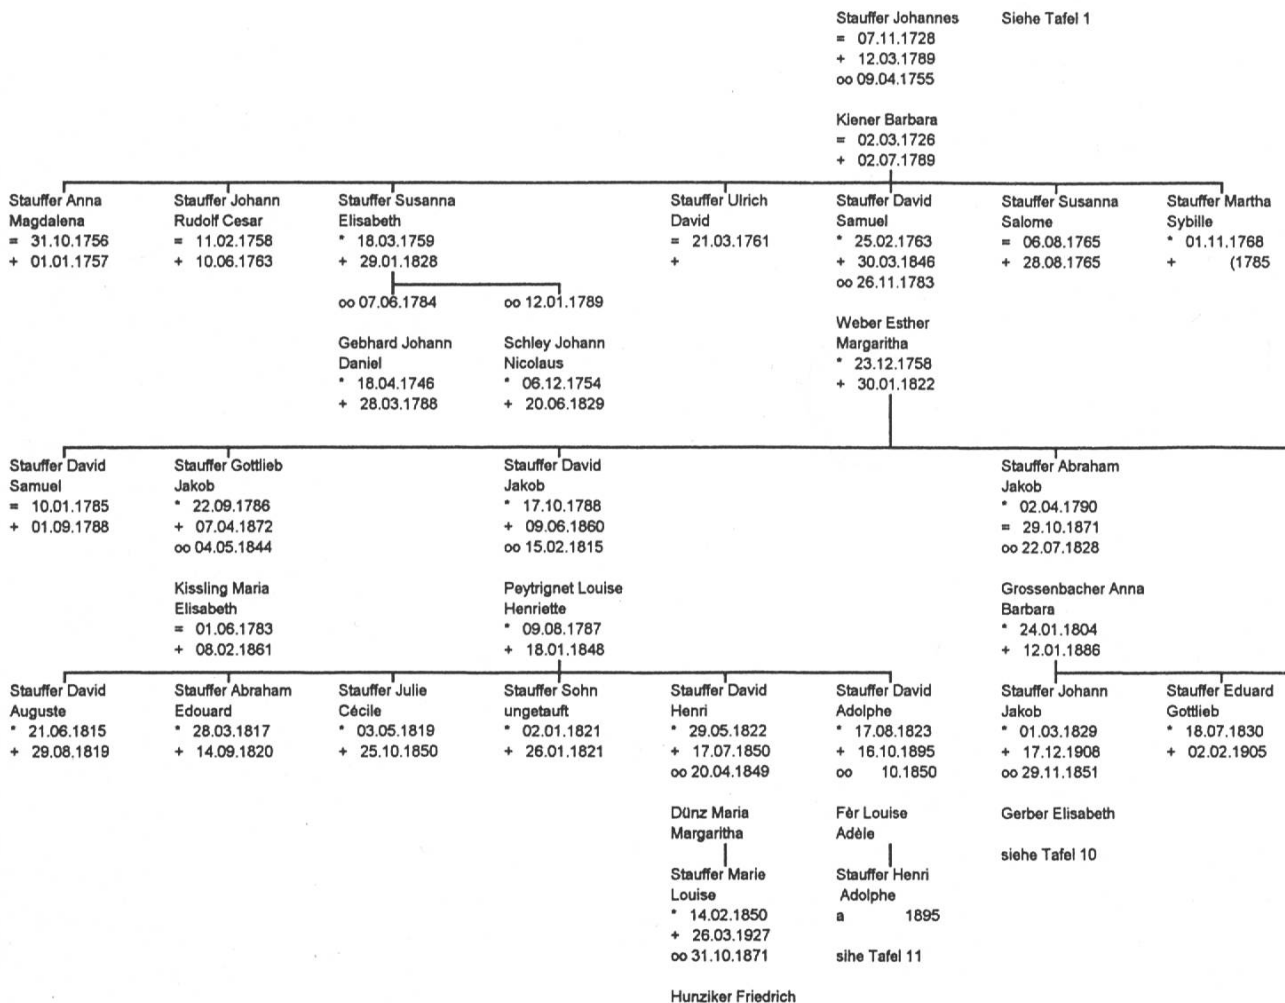 Stauffer Johannes
= 07.11.1728
+ 12.03.1789
oo 09.04.1755
Siehe Tafel 1
Kiener Barbara
= 02.03.1726
+ 02.07.1789
Stauffer Anna
Magdalena
= 31.10.1756
+ 01.01.1757
Stauffer Johann
Rudolf Cesar
= 11.02.1758
+ 10.06.1763
Stauffer Susanna
Elisabeth
* 18.03.1759
+ 29.01.1828
oo 07.06.1784
Gebhard Johann
Daniel
* 18.04.1746
+ 28.03.1788
oo 12.01.1789
Schley Johann
Nicolaus
* 06.12.1754
+ 20.06.1829
Stauffer Ulrich
David
= 21.03.1761
+
Stauffer David
Samuel
* 25.02.1763
+ 30.03.1846
oo 26.11.1783
Weber Esther
Margaritha
* 23.12.1758
+ 30.01.1822
Stauffer Susanna
Salome
= 06.08.1765
+ 28.08.1765
Stauffer Martha
Sybille
* 01.11.1768
+ (1785
Stauffer David
Samuel
= 10.01.1785
+ 01.09.1788
Stauffer Gottlieb
Jakob
* 22.09.1786
+ 07.04.1872
oo 04.05.1844
Kissling Maria
Elisabeth
= 01.06.1783
+ 08.02.1861
Stauffer David
Jakob
* 17.10.1788
+ 09.06.1860
oo 15.02.1815
Peytrignet Louise
Henriette
* 09.08.1787
+ 18.01.1848
Stauffer Abraham
Jakob
* 02.04.1790
= 29.10.1871
oo 22.07.1828
Grossenbacher Anna
Barbara
* 24.01.1804
+ 12.01.1886
Stauffer David
Auguste
* 21.06.1815
+ 29.08.1819
Stauffer Abraham
Edouard
* 28.03.1817
+ 14.09.1820
Stauffer Julie
Cécile
* 03.05.1819
+ 25.10.1850
Stauffer Sohn
ungetauft
* 02.01.1821
+ 26.01.1821
Stauffer David
Henri
* 29.05.1822
+ 17.07.1850
oo 20.04.1849
Dünz Maria
Margaritha
Stauffer Marie
Louise
* 14.02.1850
+ 26.03.1927
oo 31.10.1871
Hunziker Friedrich
Stauffer David
Adolphe
* 17.08.1823
+ 16.10.1895
oo 10.1850
Fèr Louise
Adèle
Stauffer Henri
Adolphe
a 1895
sihe Tafel 11
Stauffer Johann
Jakob
* 01.03.1829
+ 17.12.1908
oo 29.11.1851
Gerber Elisabeth
siehe Tafel 10
Stauffer Eduard
Gottlieb
* 18.07.1830
+ 02.02.1905